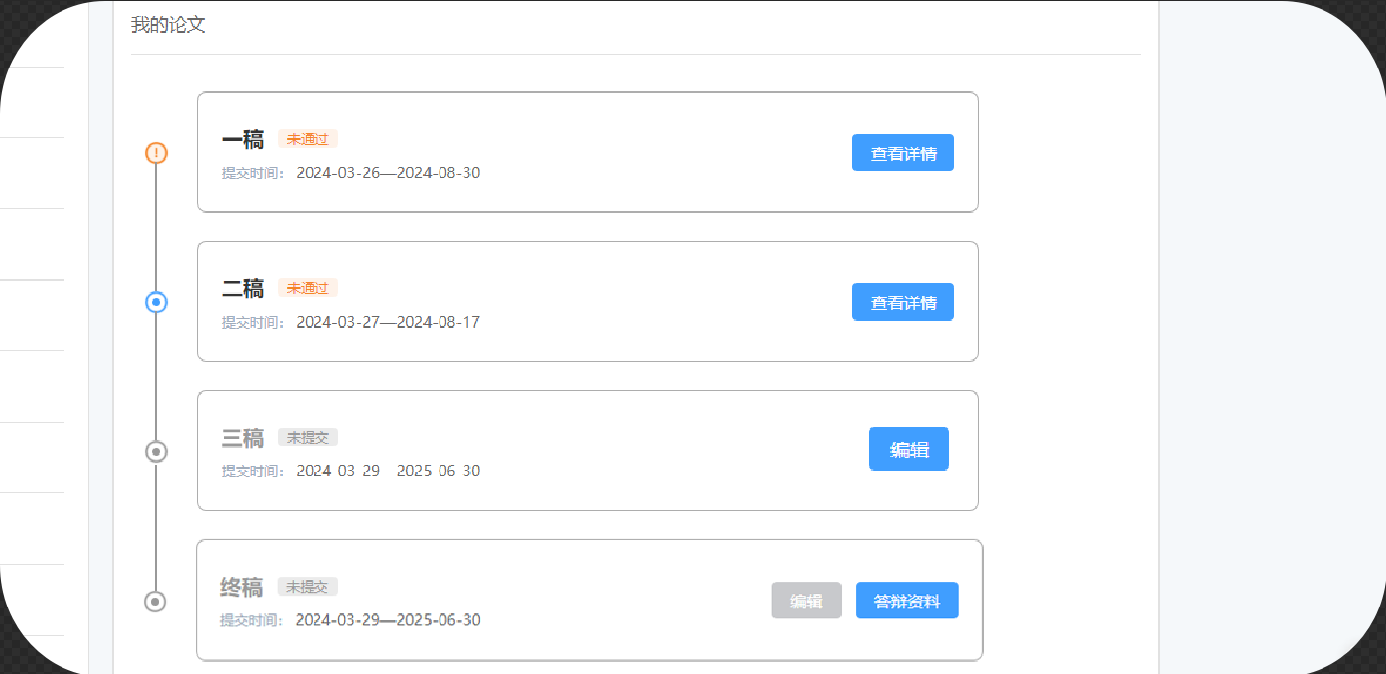 我的论文
一稿 未通过
提交时间： 2024-03-26—2024-08-30
查看详情
二稿 未通过
提交时间： 2024-03-27—2024-08-17
查看详情
三稿 未提交
提交时间： 2024-03-29 2025-06-30
编辑
终稿 未提交
提交时间： 2024-03-29—2025-06-30
编辑 答辩资料